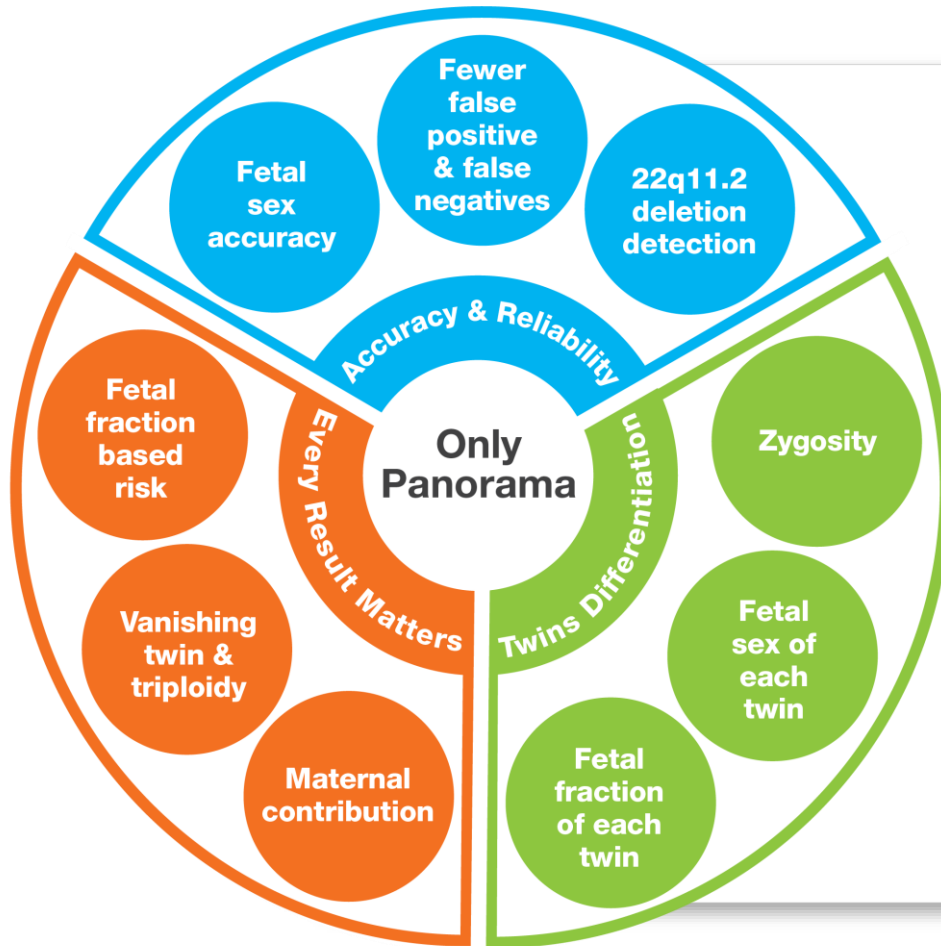 Fewer
false
positive
& false
negatives
Fetal
sex
accuracy
22q11.2
deletion
detection
Accuracy & Reliability
Only
Panorama
Every Result Matters
Fetal
fraction
based
risk
Vanishing
twin &
triploidy
Maternal
contribution
Twins Differentiation
Zygosity
Fetal
sex of
each
twin
Fetal
fraction
of each
twin